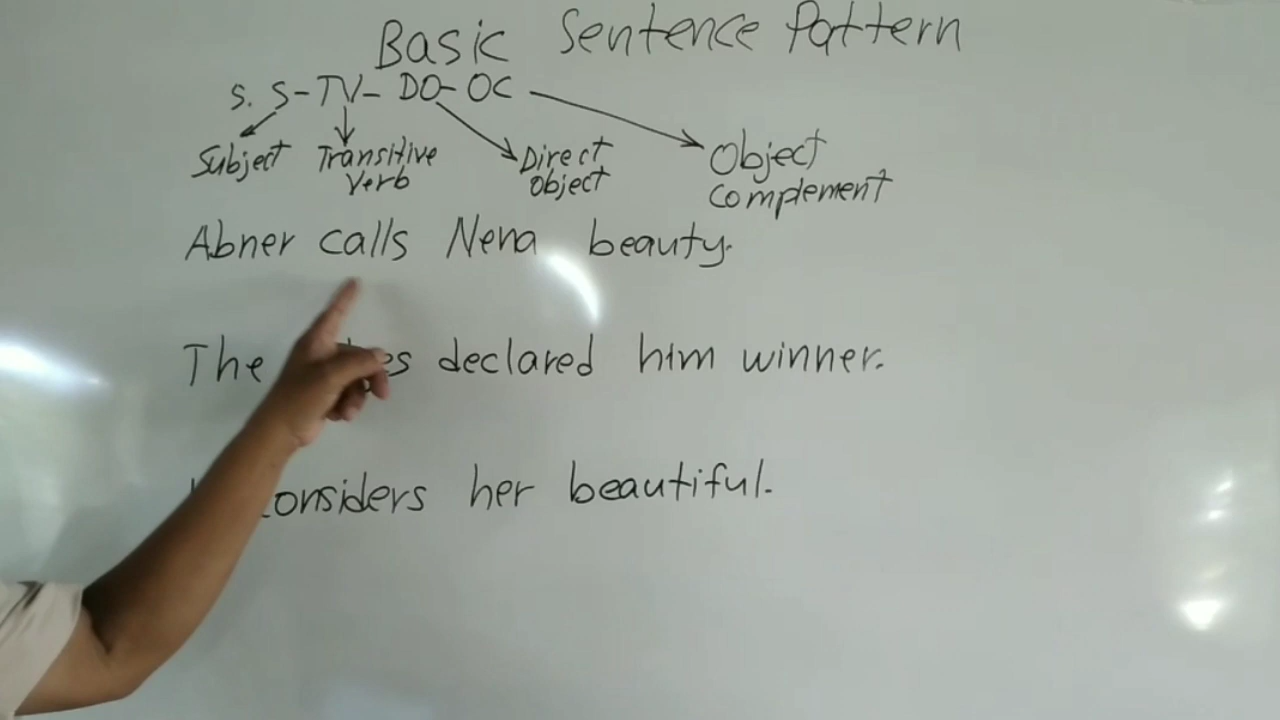 Basic Sentence Pattern
S. S-TV-DO-OC
Subject Transitive Verb Direct Object Object Complement
Abner calls Nena beauty.
The declared him winner.
considers her beautiful.